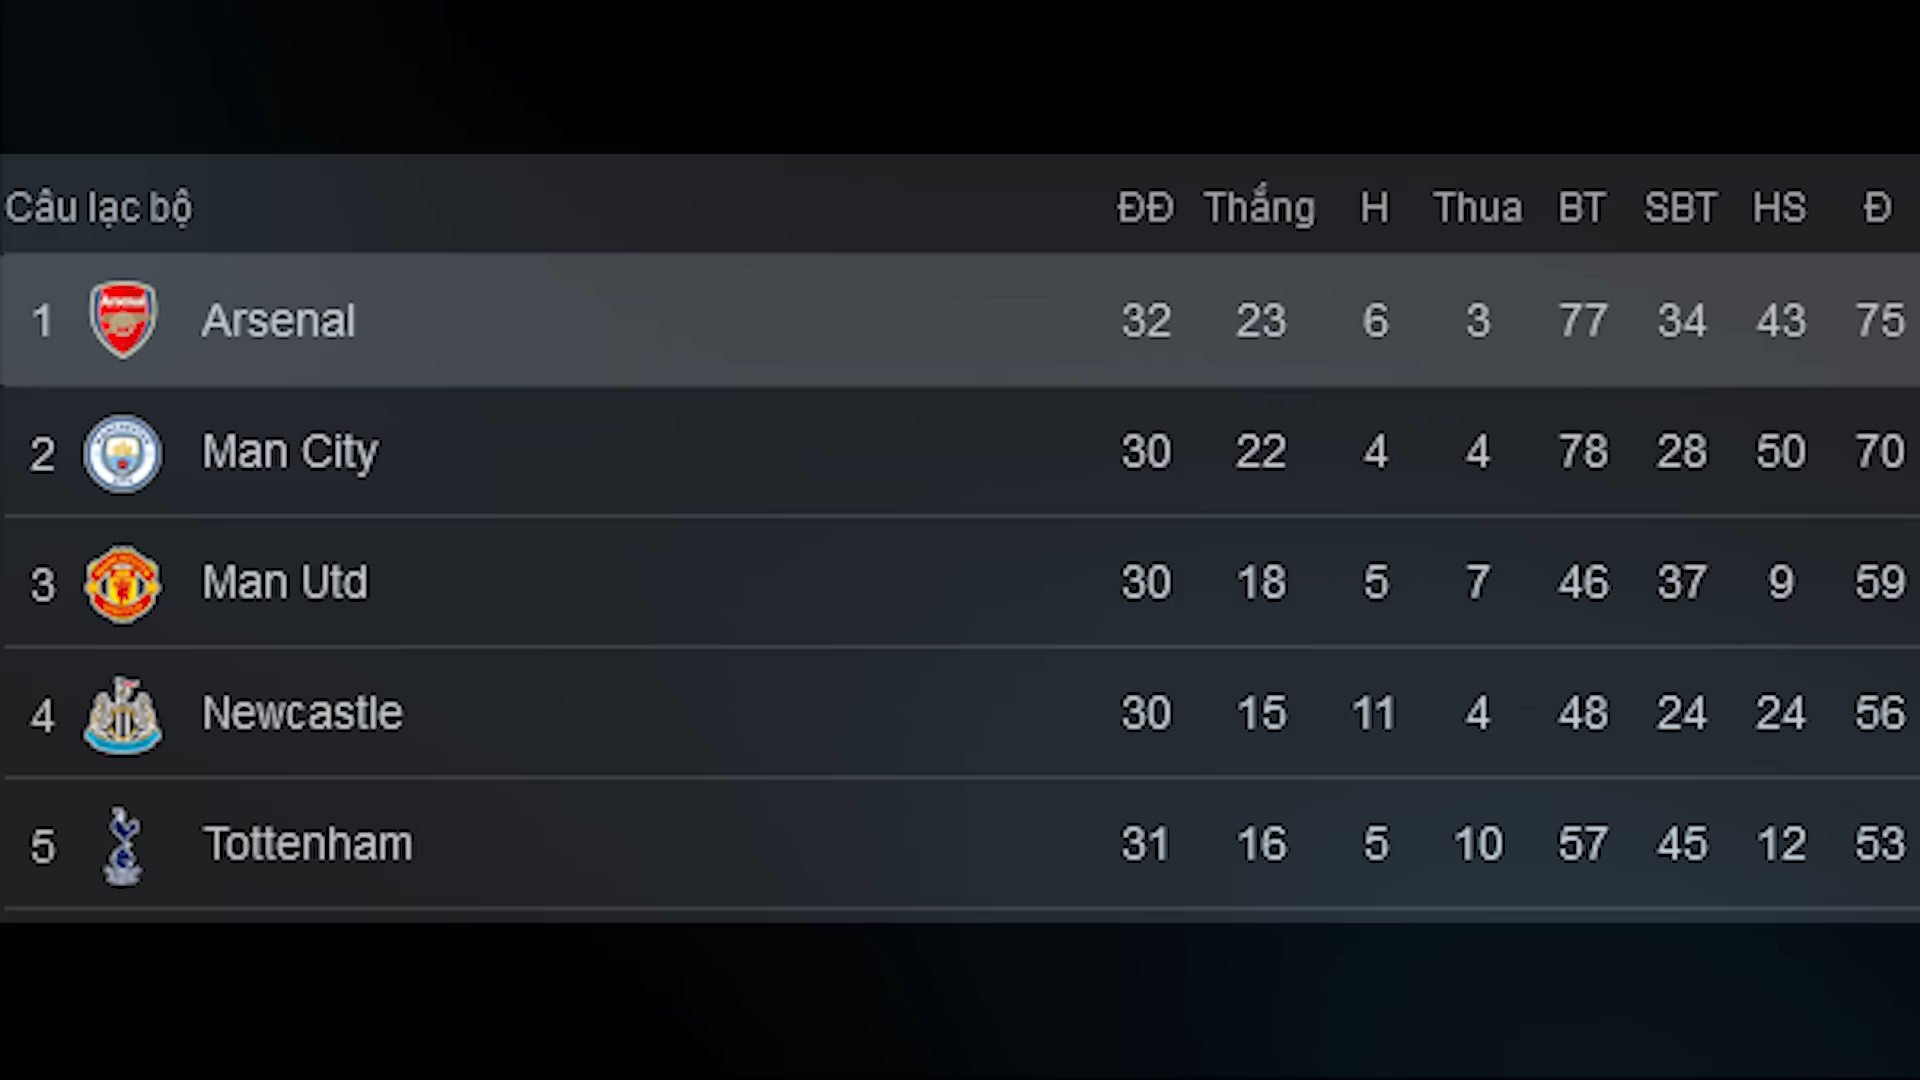 Câu lạc bộ ĐĐ Thắng H Thua BT SBT HS Đ
1 Arsenal 32 23 6 3 77 34 43 75
2 Man City 30 22 4 4 78 28 50 70
3 Man Utd 30 18 5 7 46 37 9 59
4 Newcastle 30 15 11 4 48 24 24 56
5 Tottenham 31 16 5 10 57 45 12 53